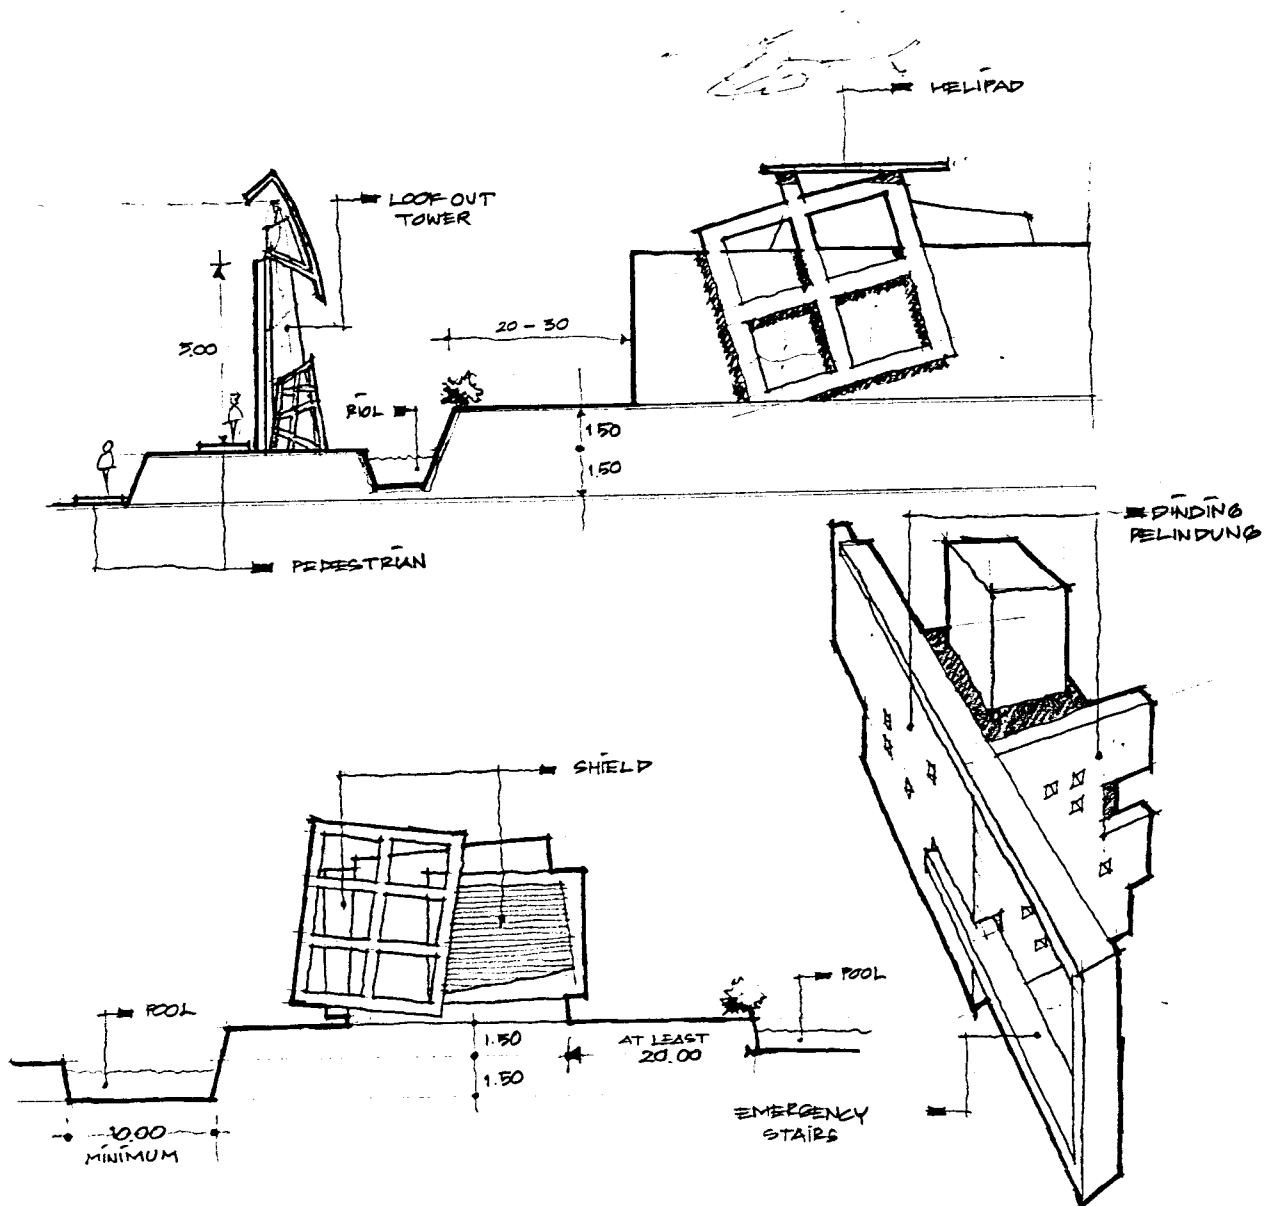 HELIPAD
LOOKOUT
TOWER
20-30
5.00
RIOL
1.50
1.50
PEDESTRIAN
DINDING
PELINDUNG
SHIELD
POOL
POOL
1.50
1.50
AT LEAST
20.00
10.00
MINIMUM
EMERGENCY
STAIRS